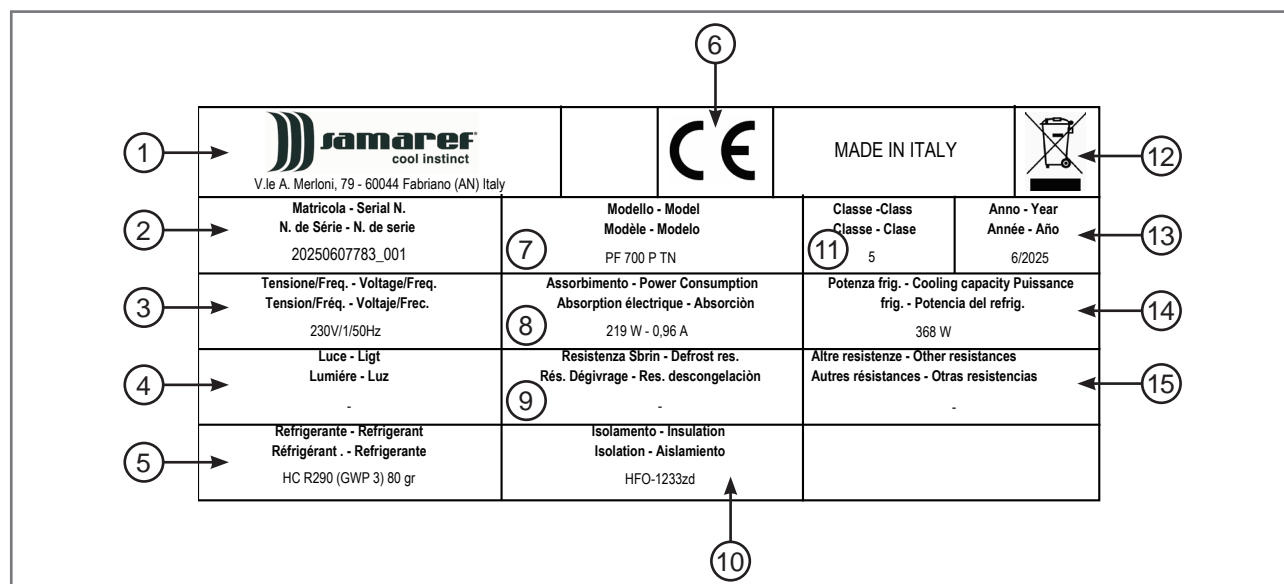 6
samaref
cool instinct
V.le A. Merloni, 79 - 60044 Fabriano (AN) Italy
CE
MADE IN ITALY
1
12
Matricola - Serial N.
N. de Série - N. de serie
20250607783_001
2
Modello - Model
Modèle - Modelo
PF 700 P TN
7
Classe -Class
Classe - Clase
5
11
Anno - Year
Année - Año
6/2025
13
Tensione/Freq. - Voltage/Freq.
Tension/Fréq. - Voltaje/Frec.
230V/1/50Hz
3
Assorbimento - Power Consumption
Absorption électrique - Absorciòn
219 W - 0,96 A
8
Potenza frig. - Cooling capacity Puissance
frig. - Potencia del refrig.
368 W
14
Luce - Ligt
Lumiére - Luz
-
4
Resistenza Sbrin - Defrost res.
Rés. Dégivrage - Res. descongelaciòn
-
9
Altre resistenze - Other resistances
Autres résistances - Otras resistencias
-
15
Refrigerante - Refrigerant
Réfrigérant . - Refrigerante
HC R290 (GWP 3) 80 gr
5
Isolamento - Insulation
Isolation - Aislamiento
HFO-1233zd
10